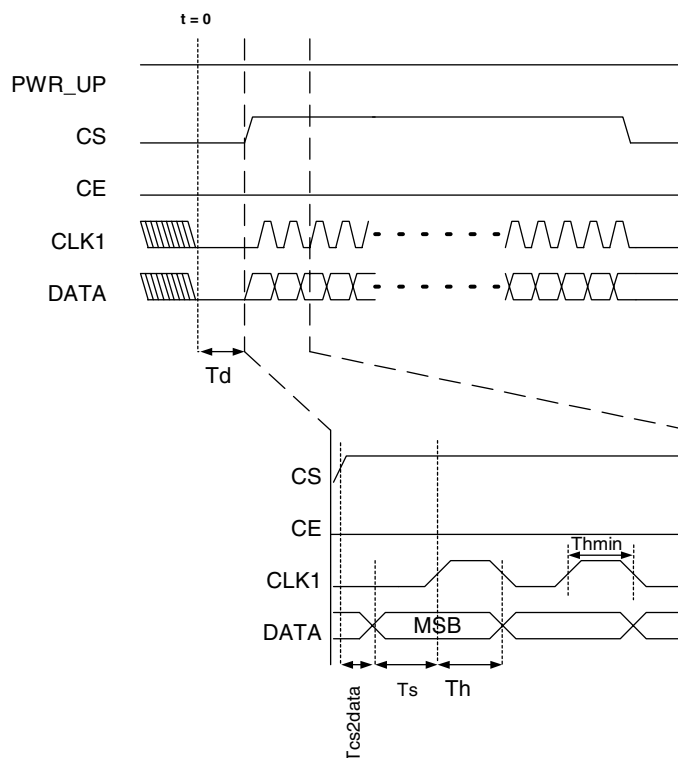 t = 0
PWR_UP
CS
CE
CLK1
DATA
Td
CS
CE
Thmin
CLK1
MSB
DATA
Ts
Th
Tcs2data